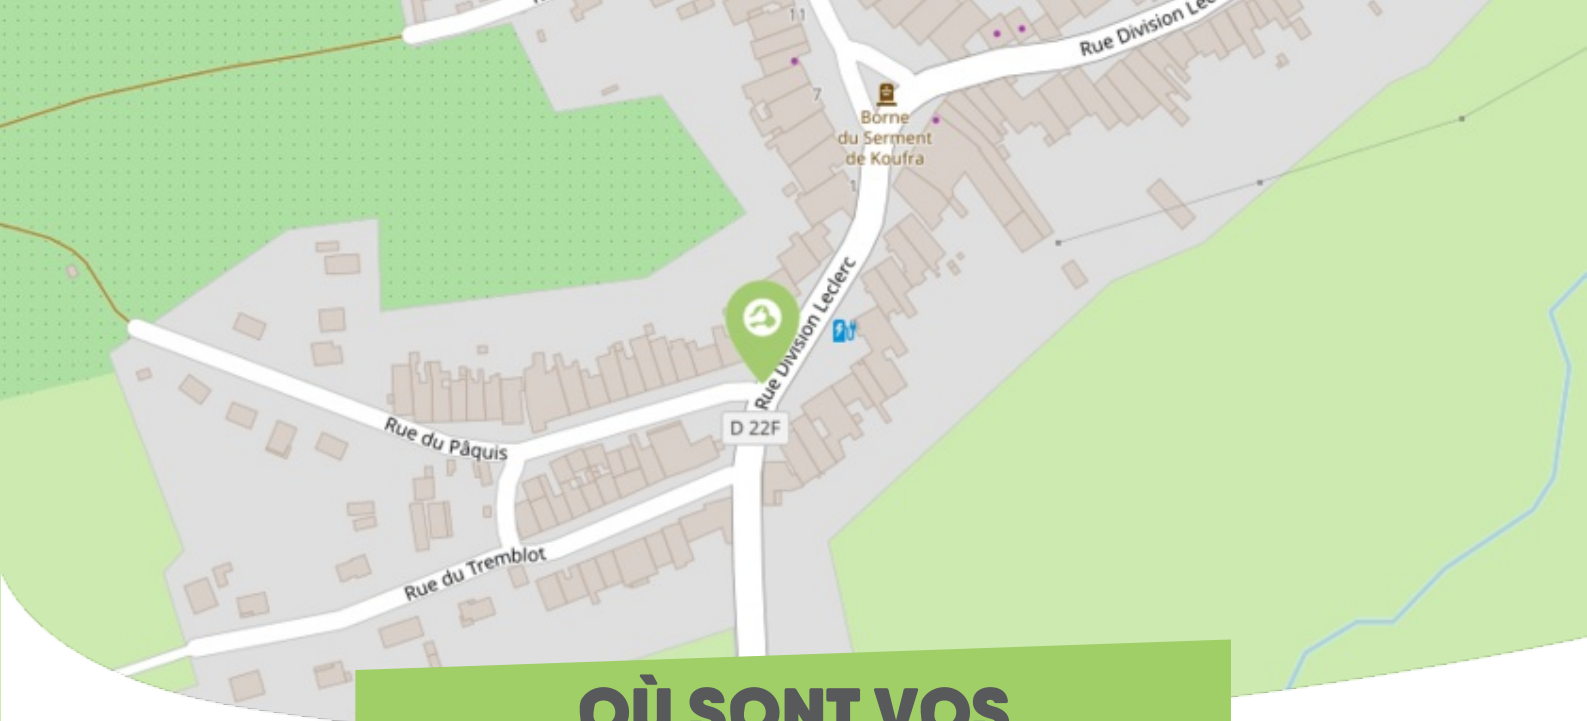 11
Rue Division Lec
7
Borne
du Serment
de Koufra
1
Rue Division Leclerc
D 22F
Rue du Pâquis
Rue du Tremblot
OÙ SONT VOS